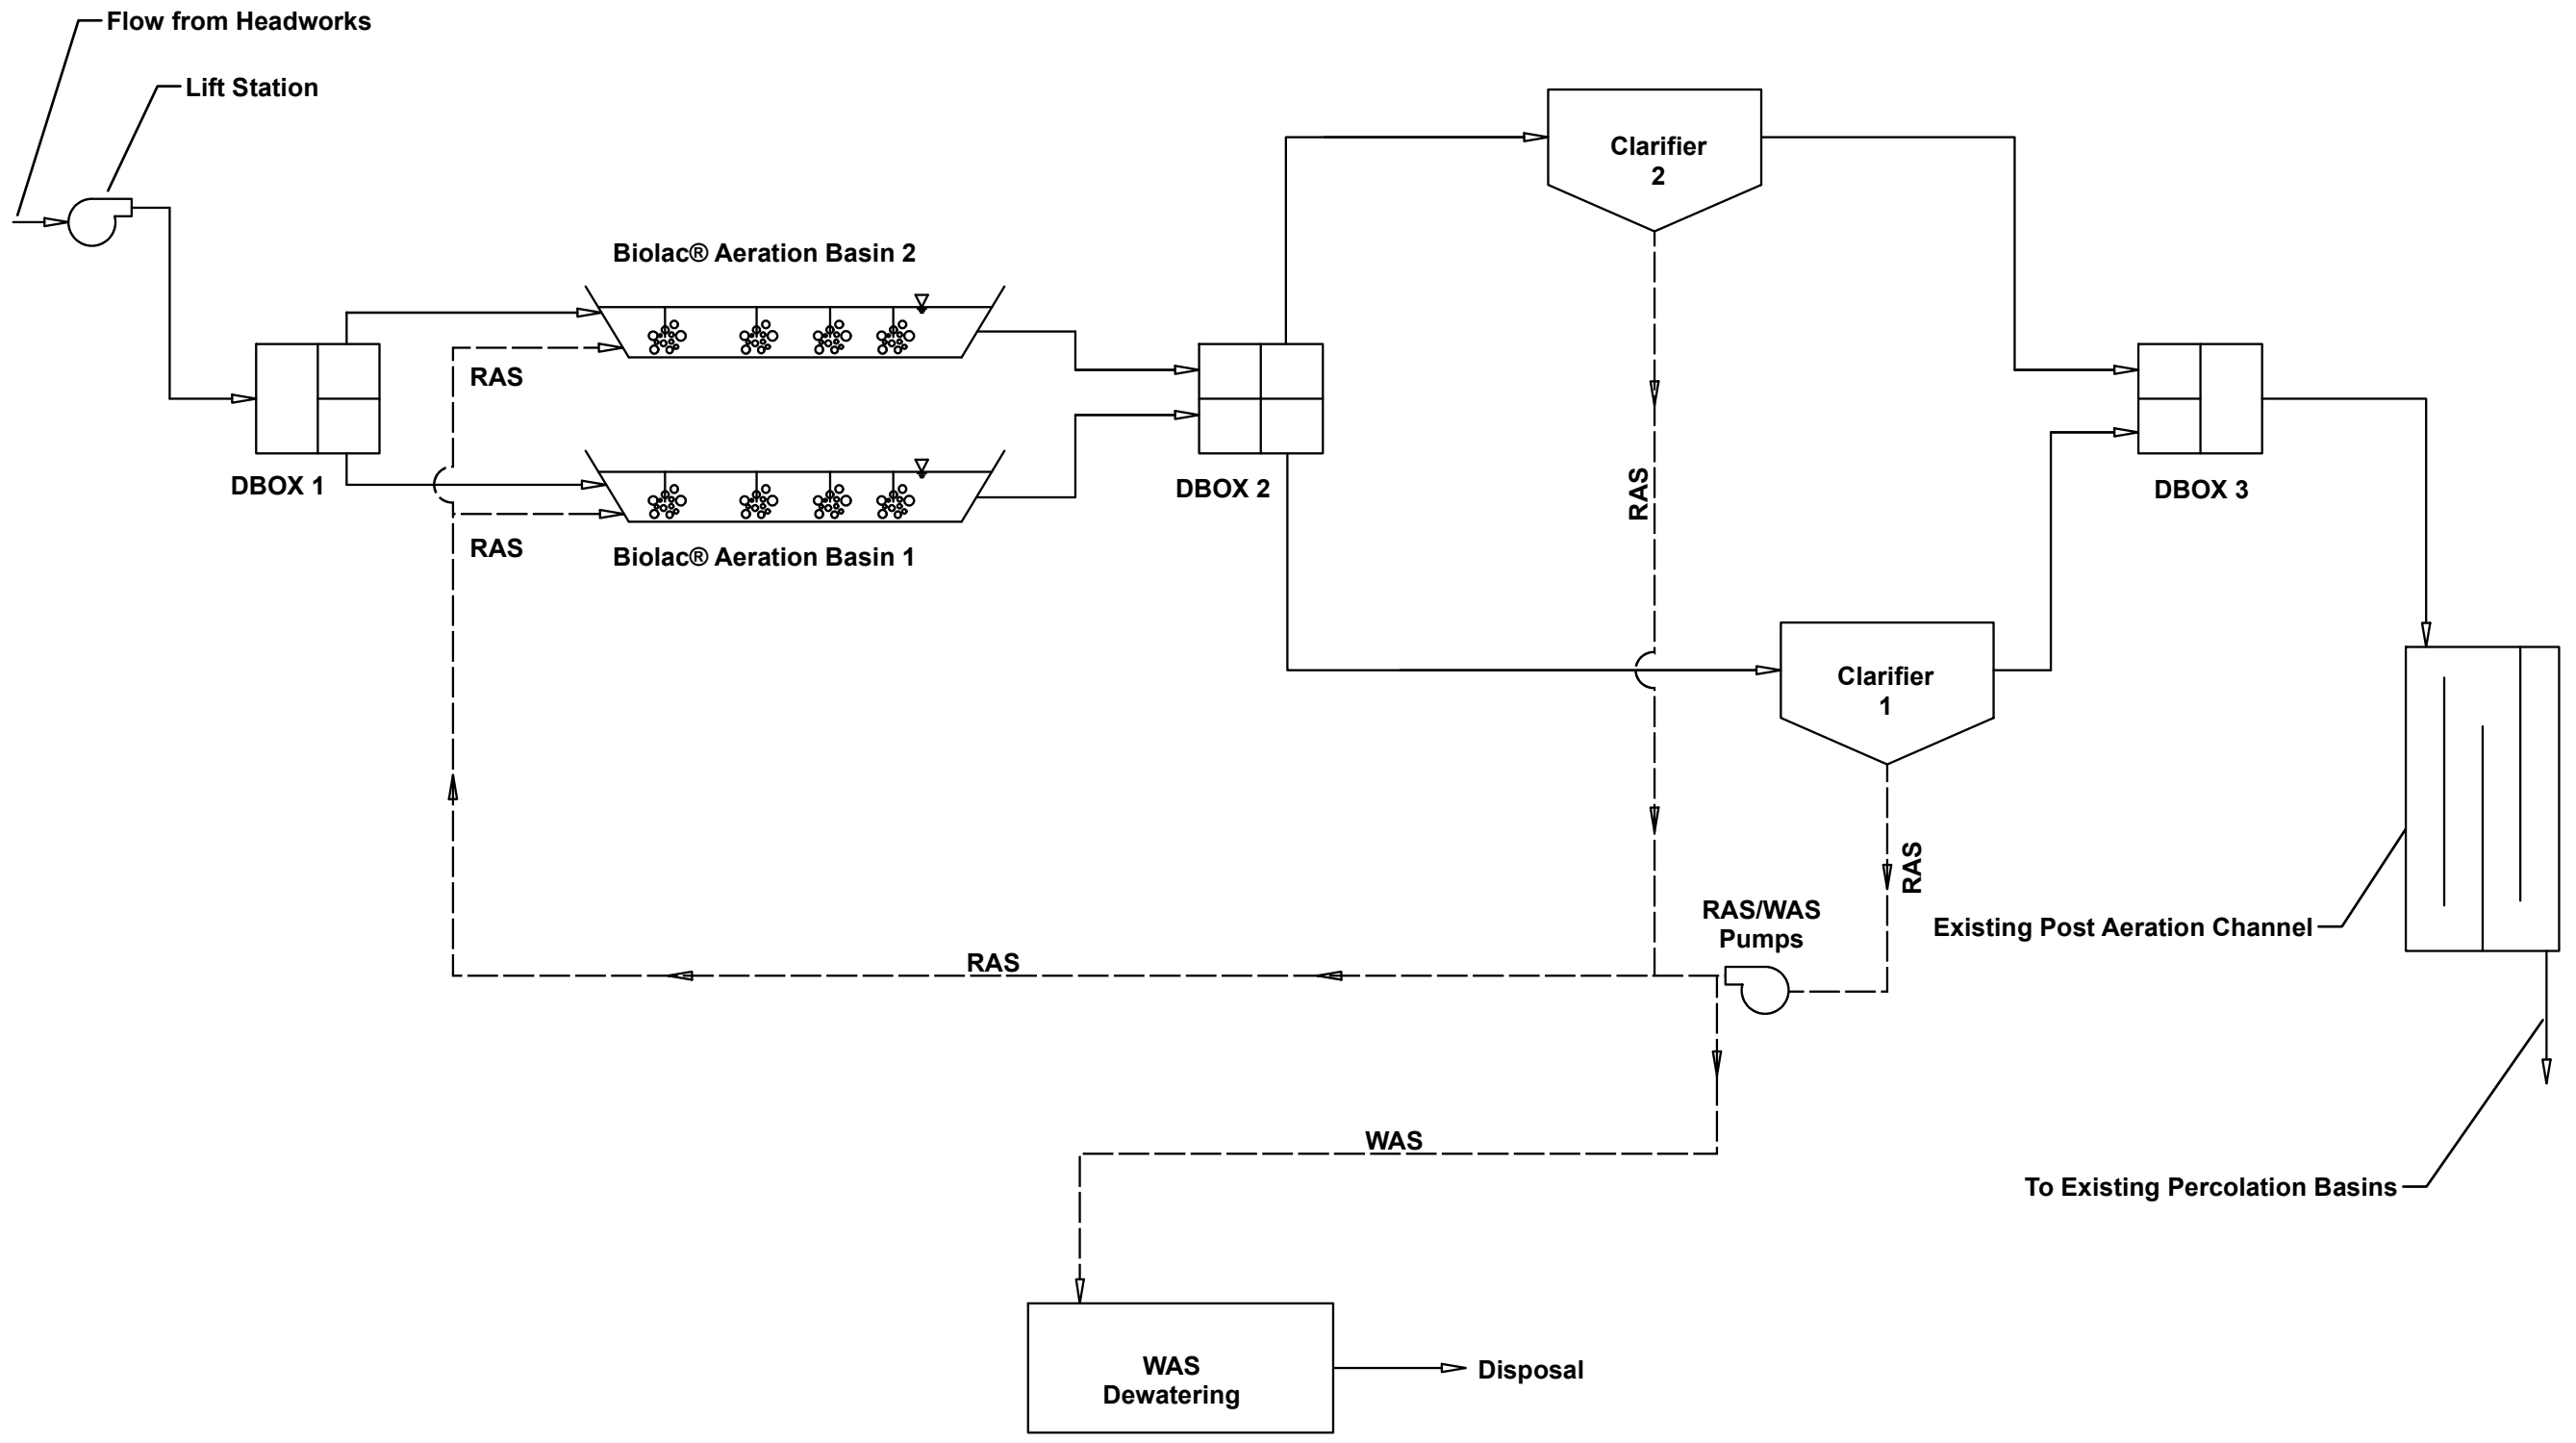 Flow from Headworks
Lift Station
Clarifier
2
Biolac® Aeration Basin 2
RAS
DBOX 1
DBOX 2
DBOX 3
RAS
RAS
Biolac® Aeration Basin 1
Clarifier
1
RAS
RAS/WAS
Pumps
Existing Post Aeration Channel
RAS
WAS
To Existing Percolation Basins
WAS
Dewatering
Disposal